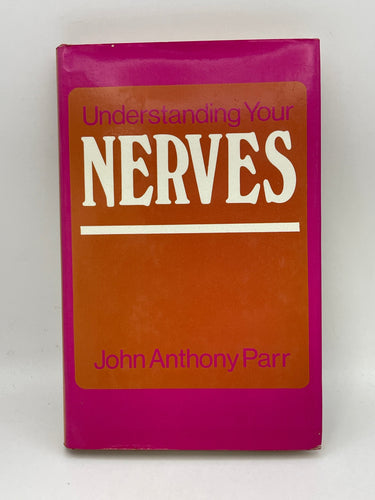 Understanding Your
NERVES
John Anthony Parr